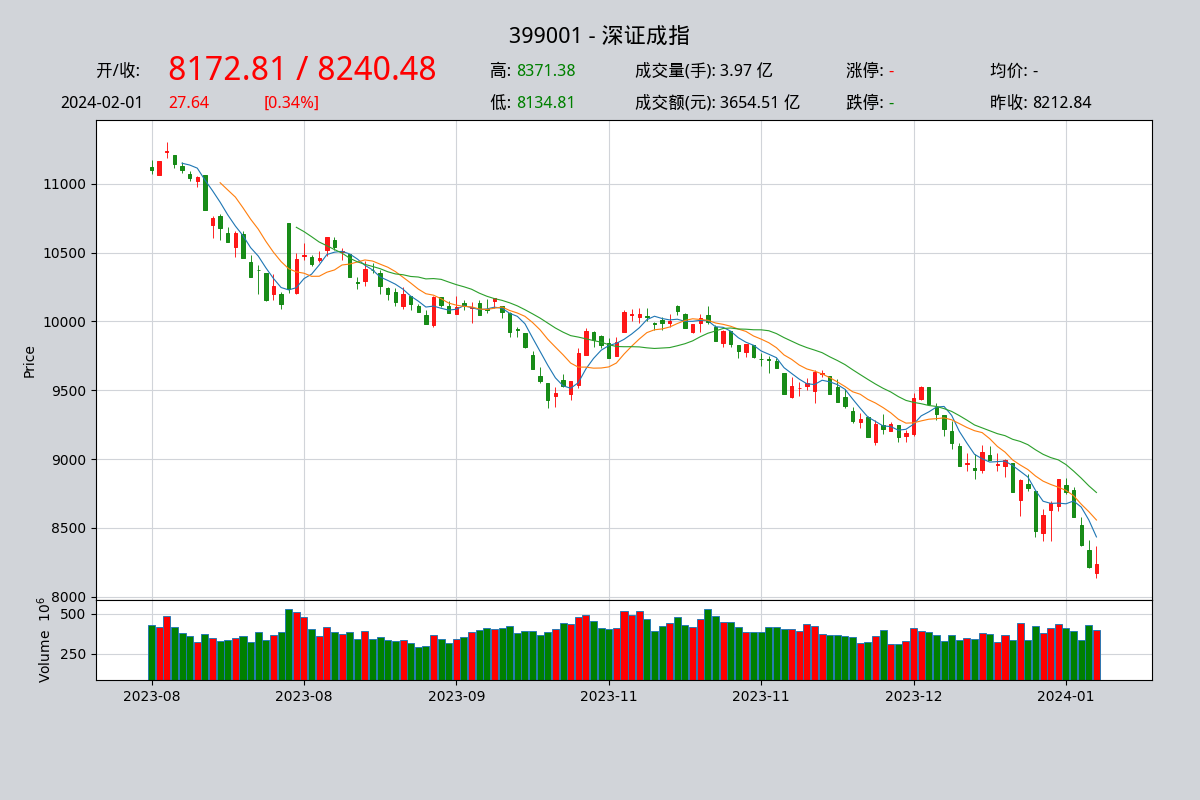 399001 - 深证成指
开/收: 8172.81 / 8240.48 高: 8371.38 成交量(手): 3.97 亿 涨停: - 均价: -
2024-02-01 27.64 [0.34%] 低: 8134.81 成交额(元): 3654.51 亿 跌停: - 昨收: 8212.84
Price
11000
10500
10000
9500
9000
8500
8000
Volume 10^6
500
250
2023-08 2023-08 2023-09 2023-11 2023-11 2023-12 2024-01